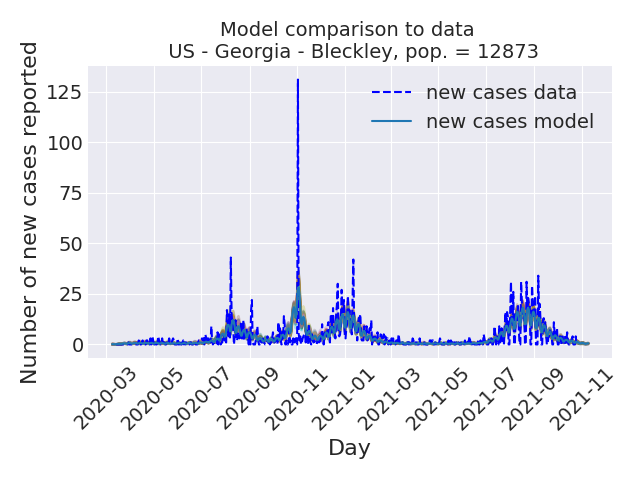 Model comparison to data
US - Georgia - Bleckley, pop. = 12873
Number of new cases reported
125
100
75
50
25
0
new cases data
new cases model
2020-03
2020-05
2020-07
2020-09
2020-11
2021-01
2021-03
2021-05
2021-07
2021-09
2021-11
Day